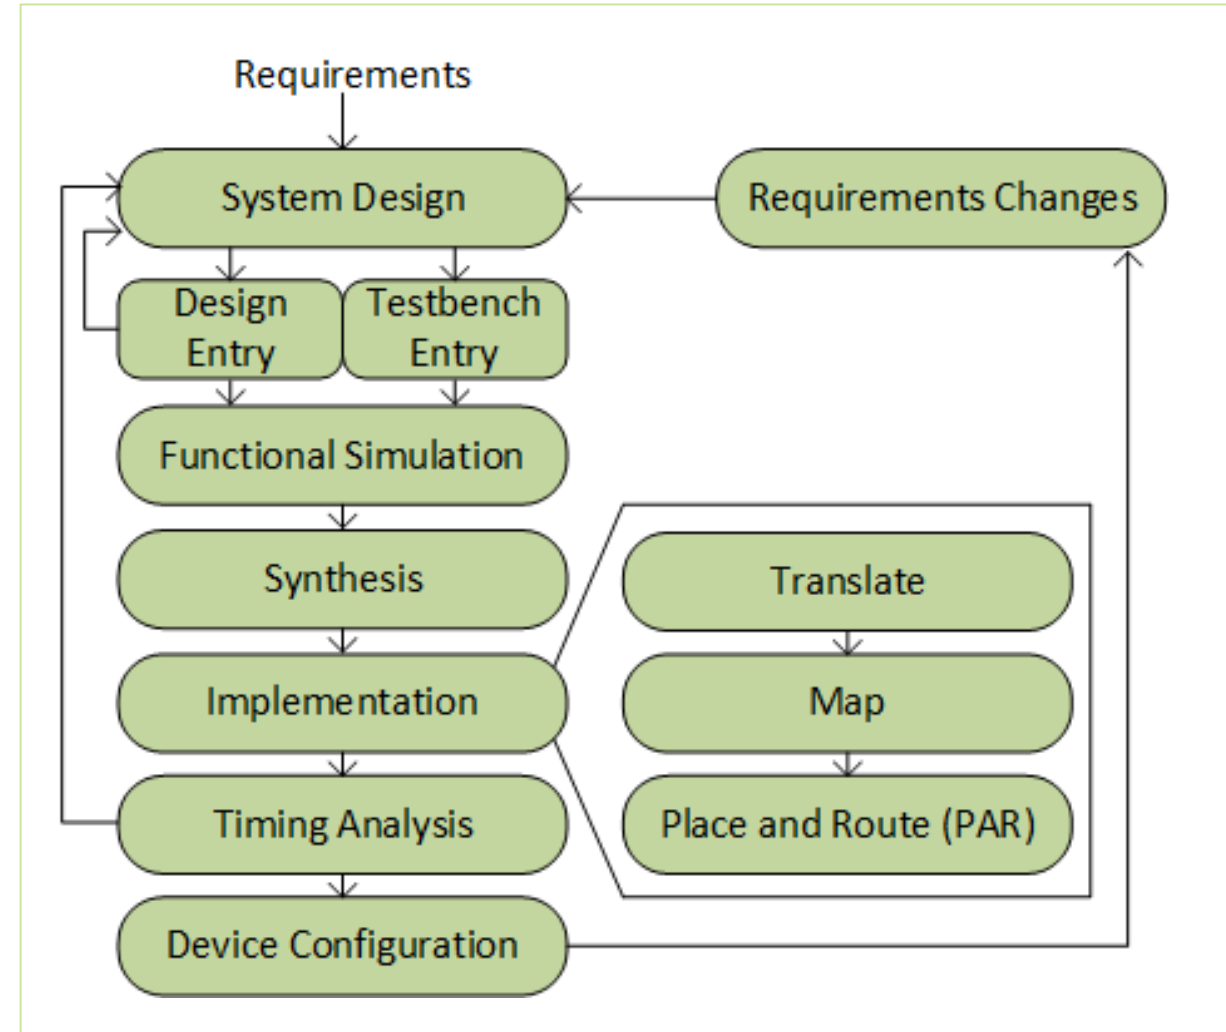 Requirements
System Design
Requirements Changes
Design
Entry
Testbench
Entry
Functional Simulation
Synthesis
Translate
Implementation
Map
Timing Analysis
Place and Route (PAR)
Device Configuration